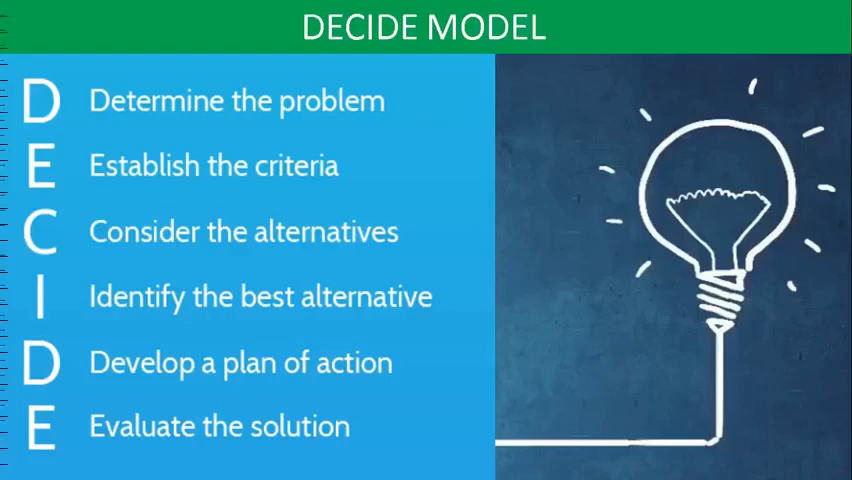 DECIDE MODEL
D Determine the problem
E Establish the criteria
C Consider the alternatives
I Identify the best alternative
D Develop a plan of action
E Evaluate the solution